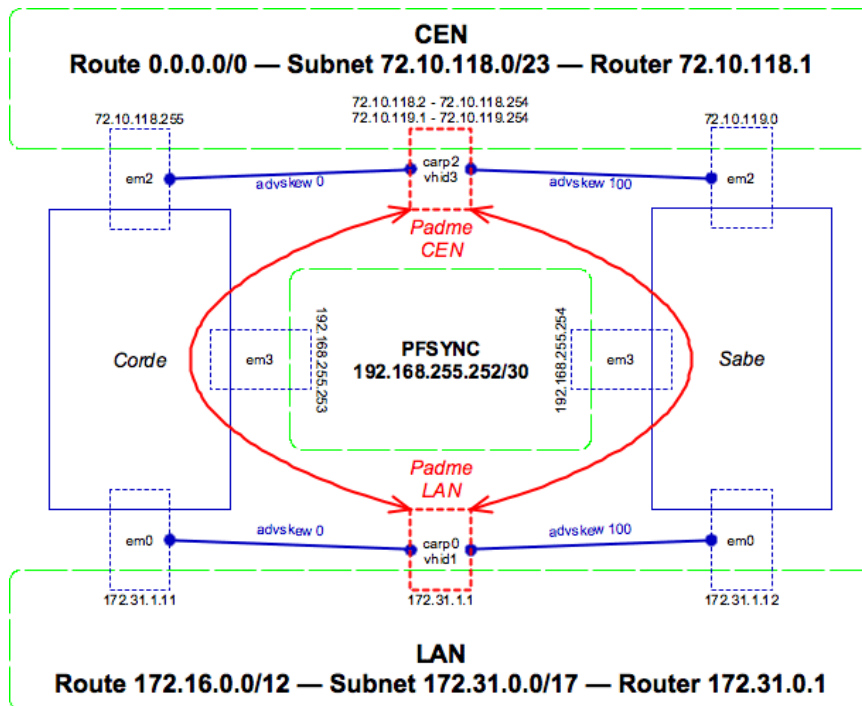 CEN
Route 0.0.0.0/0 — Subnet 72.10.118.0/23 — Router 72.10.118.1
72.10.118.2 - 72.10.118.254
72.10.119.1 - 72.10.119.254
72.10.118.255
72.10.119.0
em2
carp2
vhid3
em2
advskew 0
advskew 100
Padme
CEN
Corde
em3
192.168.255.253
PFSYNC
192.168.255.252/30
192.168.255.254
em3
Sabe
Padme
LAN
advskew 0
advskew 100
em0
carp0
vhid1
em0
172.31.1.11
172.31.1.1
172.31.1.12
LAN
Route 172.16.0.0/12 — Subnet 172.31.0.0/17 — Router 172.31.0.1